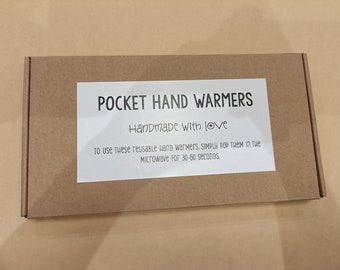 POCKET HAND WARMERS
Handmade with love
TO USE THESE REUSABLE HAND WARMERS, SIMPLY POP THEM IN THE
MICROWAVE FOR 30-60 SECONDS.